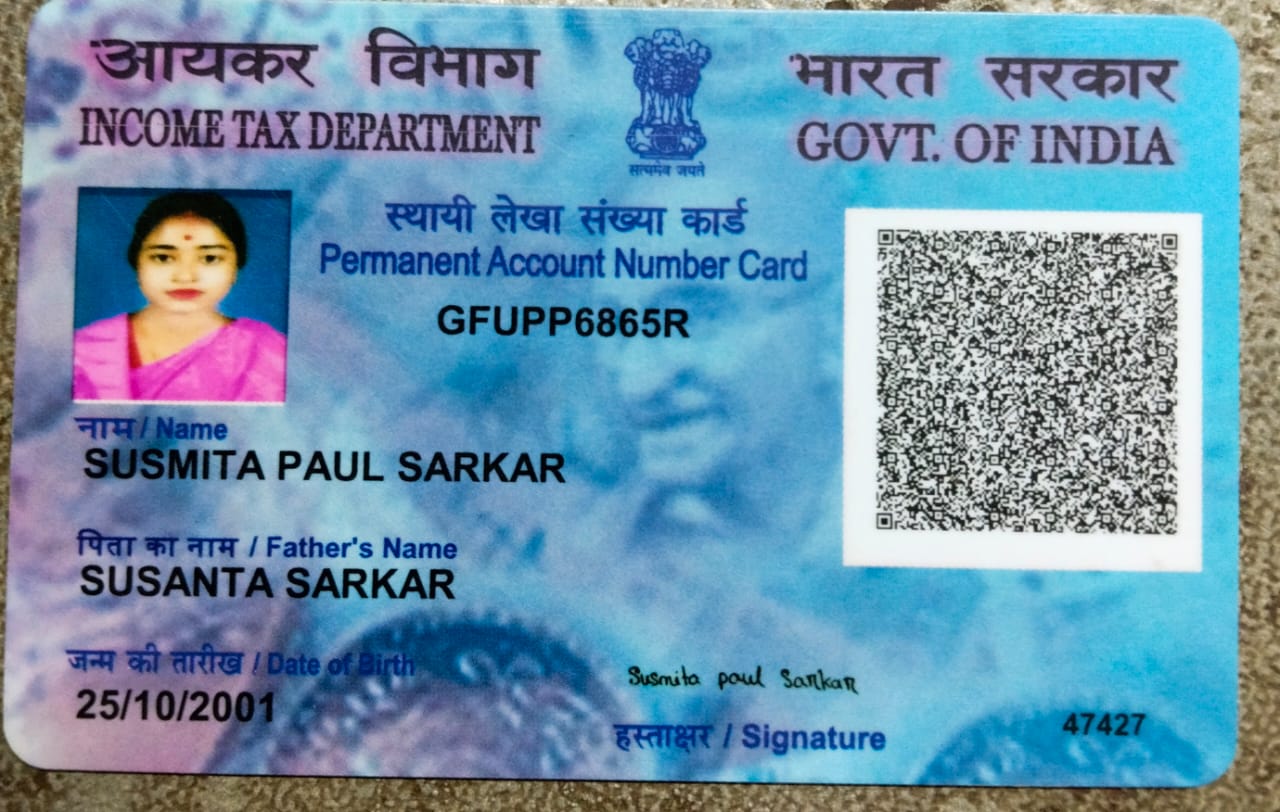 आयकर विभाग
INCOME TAX DEPARTMENT
सत्यमेव जयते
भारत सरकार
GOVT. OF INDIA
स्थायी लेखा संख्या कार्ड
Permanent Account Number Card
GFUPP6865R
नाम / Name
SUSMITA PAUL SARKAR
पिता का नाम / Father's Name
SUSANTA SARKAR
जन्म की तारीख / Date of Birth
25/10/2001
Susmita paul Sarkar
हस्ताक्षर / Signature
47427